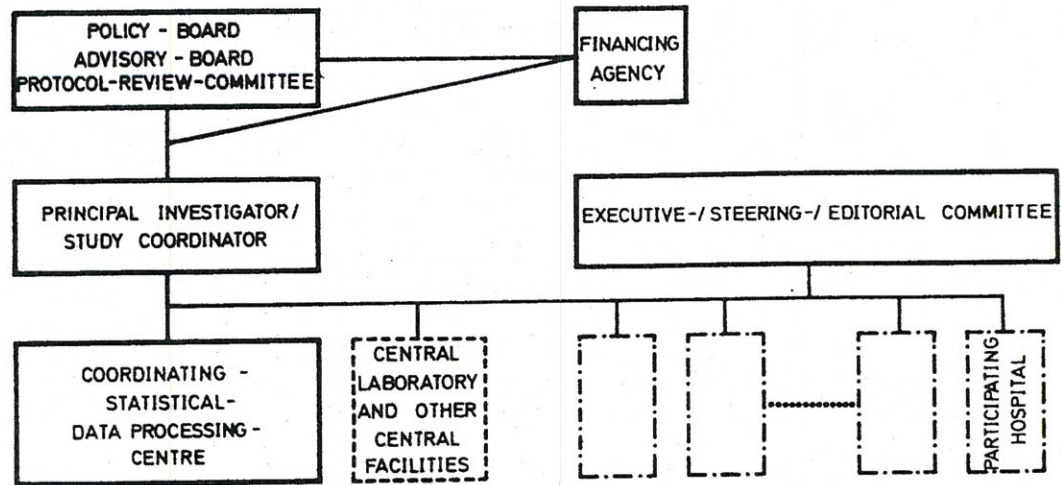 POLICY - BOARD
ADVISORY - BOARD
PROTOCOL-REVIEW-COMMITTEE
FINANCING
AGENCY
PRINCIPAL INVESTIGATOR/
STUDY COORDINATOR
EXECUTIVE-/ STEERING-/ EDITORIAL COMMITTEE
COORDINATING -
STATISTICAL-
DATA PROCESSING-
CENTRE
CENTRAL
LABORATORY
AND OTHER
CENTRAL
FACILITIES
PARTICIPATING
HOSPITAL